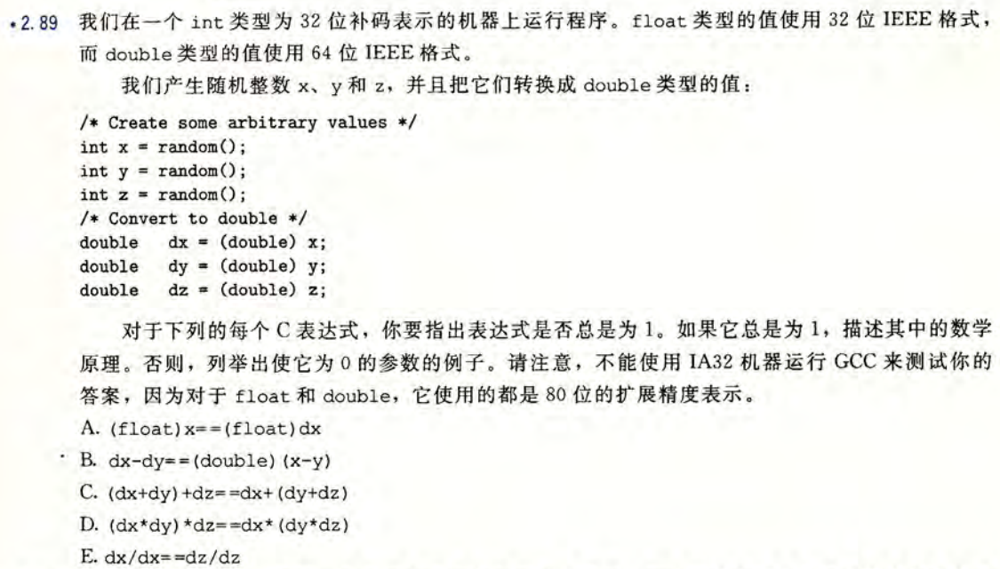 •2.89 我们在一个 int 类型为 32 位补码表示的机器上运行程序。float 类型的值使用 32 位 IEEE 格式，
而 double 类型的值使用 64 位 IEEE 格式。
我们产生随机整数 x、y 和 z，并且把它们转换成 double 类型的值：
/* Create some arbitrary values */
int x = random();
int y = random();
int z = random();
/* Convert to double */
double   dx = (double) x;
double   dy = (double) y;
double   dz = (double) z;
对于下列的每个 C 表达式，你要指出表达式是否总是为 1。如果它总是为 1，描述其中的数学
原理。否则，列举出使它为 0 的参数的例子。请注意，不能使用 IA32 机器运行 GCC 来测试你的
答案，因为对于 float 和 double，它使用的都是 80 位的扩展精度表示。
A. (float)x==(float)dx
B. dx-dy==(double)(x-y)
C. (dx+dy)+dz==dx+(dy+dz)
D. (dx*dy)*dz==dx*(dy*dz)
E. dx/dx==dz/dz